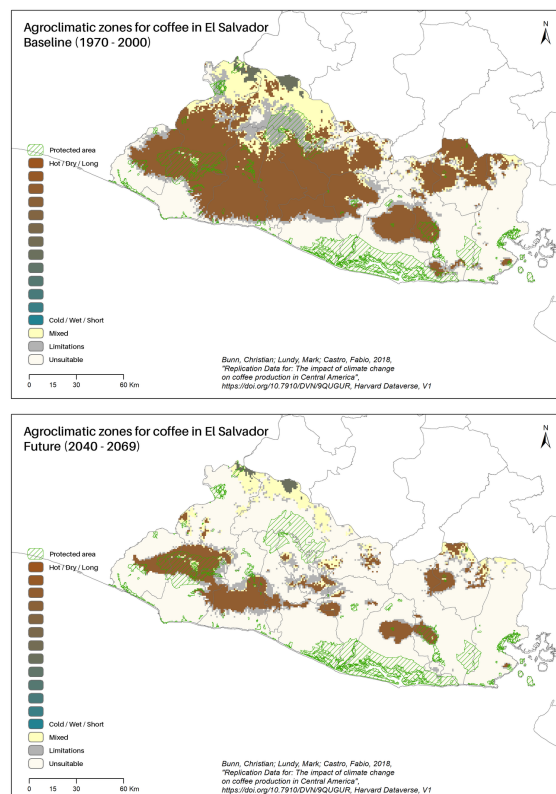 Agroclimatic zones for coffee in El Salvador
Baseline (1970 - 2000)
N
Protected area
Hot / Dry / Long
Cold / Wet / Short
Mixed
Limitations
Unsuitable
0 15 30 60 Km
Bunn, Christian; Lundy, Mark; Castro, Fabio, 2018,
"Replication Data for: The impact of climate change
on coffee production in Central America",
https://doi.org/10.7910/DVN/9QUGUR, Harvard Dataverse, V1
Agroclimatic zones for coffee in El Salvador
Future (2040 - 2069)
N
Protected area
Hot / Dry / Long
Cold / Wet / Short
Mixed
Limitations
Unsuitable
0 15 30 60 Km
Bunn, Christian; Lundy, Mark; Castro, Fabio, 2018,
"Replication Data for: The impact of climate change
on coffee production in Central America",
https://doi.org/10.7910/DVN/9QUGUR, Harvard Dataverse, V1